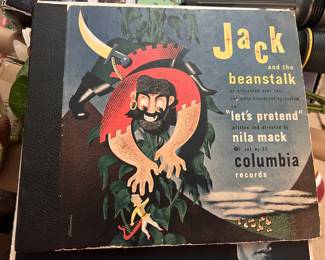 Jack
and the
beanstalk
as presented over the
columbia broadcasting system
on
"let's pretend"
written and directed by
nila mack
columbia
records